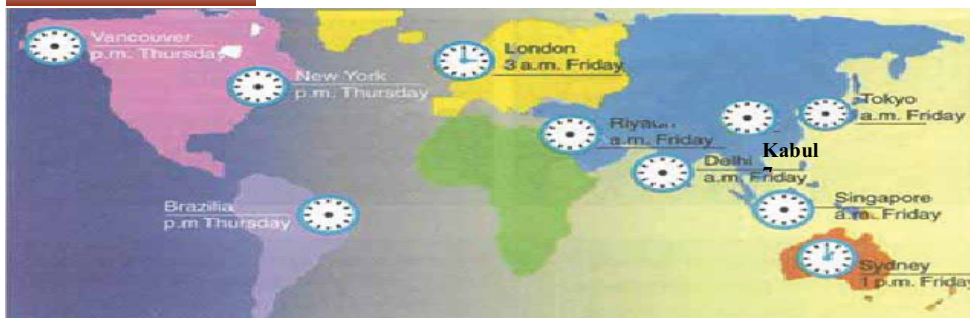 Vancouver
p.m. Thursday
New York
p.m. Thursday
London
3 a.m. Friday
Tokyo
a.m. Friday
a.m. Friday
Kabul
Delhi
a.m. Friday
Brazilia
p.m Thursday
Singapore
a.m. Friday
Sydney
1 p.m. Friday